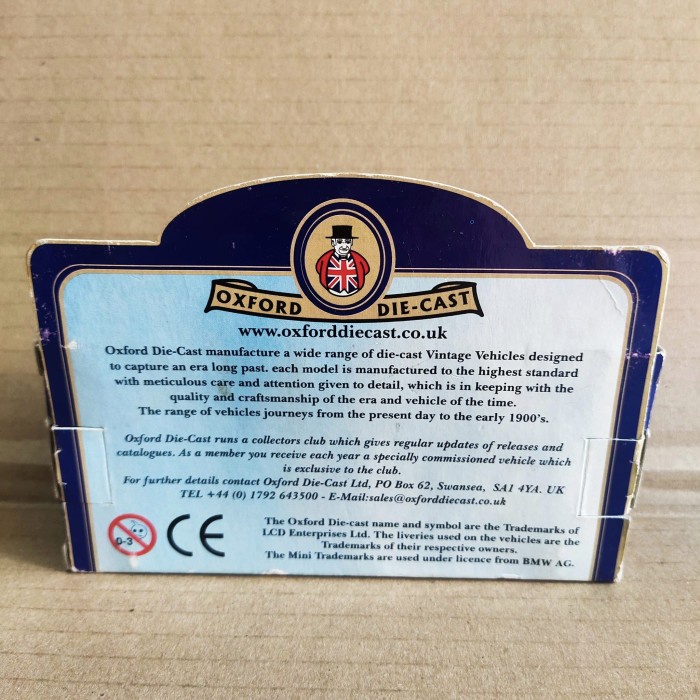 OXFORD DIE-CAST
www.oxforddiecast.co.uk
Oxford Die-Cast manufacture a wide range of die-cast Vintage Vehicles designed
to capture an era long past. each model is manufactured to the highest standard
with meticulous care and attention given to detail, which is in keeping with the
quality and craftsmanship of the era and vehicle of the time.
The range of vehicles journeys from the present day to the early 1900's.
Oxford Die-Cast runs a collectors club which gives regular updates of releases and
catalogues. As a member you receive each year a specially commissioned vehicle which
is exclusive to the club.
For further details contact Oxford Die-Cast Ltd, PO Box 62, Swansea, SA1 4YA. UK
TEL +44 (0) 1792 643500 - E-Mail:sales@oxforddiecast.co.uk
0-3
CE
The Oxford Die-cast name and symbol are the Trademarks of
LCD Enterprises Ltd. The liveries used on the vehicles are the
Trademarks of their respective owners.
The Mini Trademarks are used under licence from BMW AG.